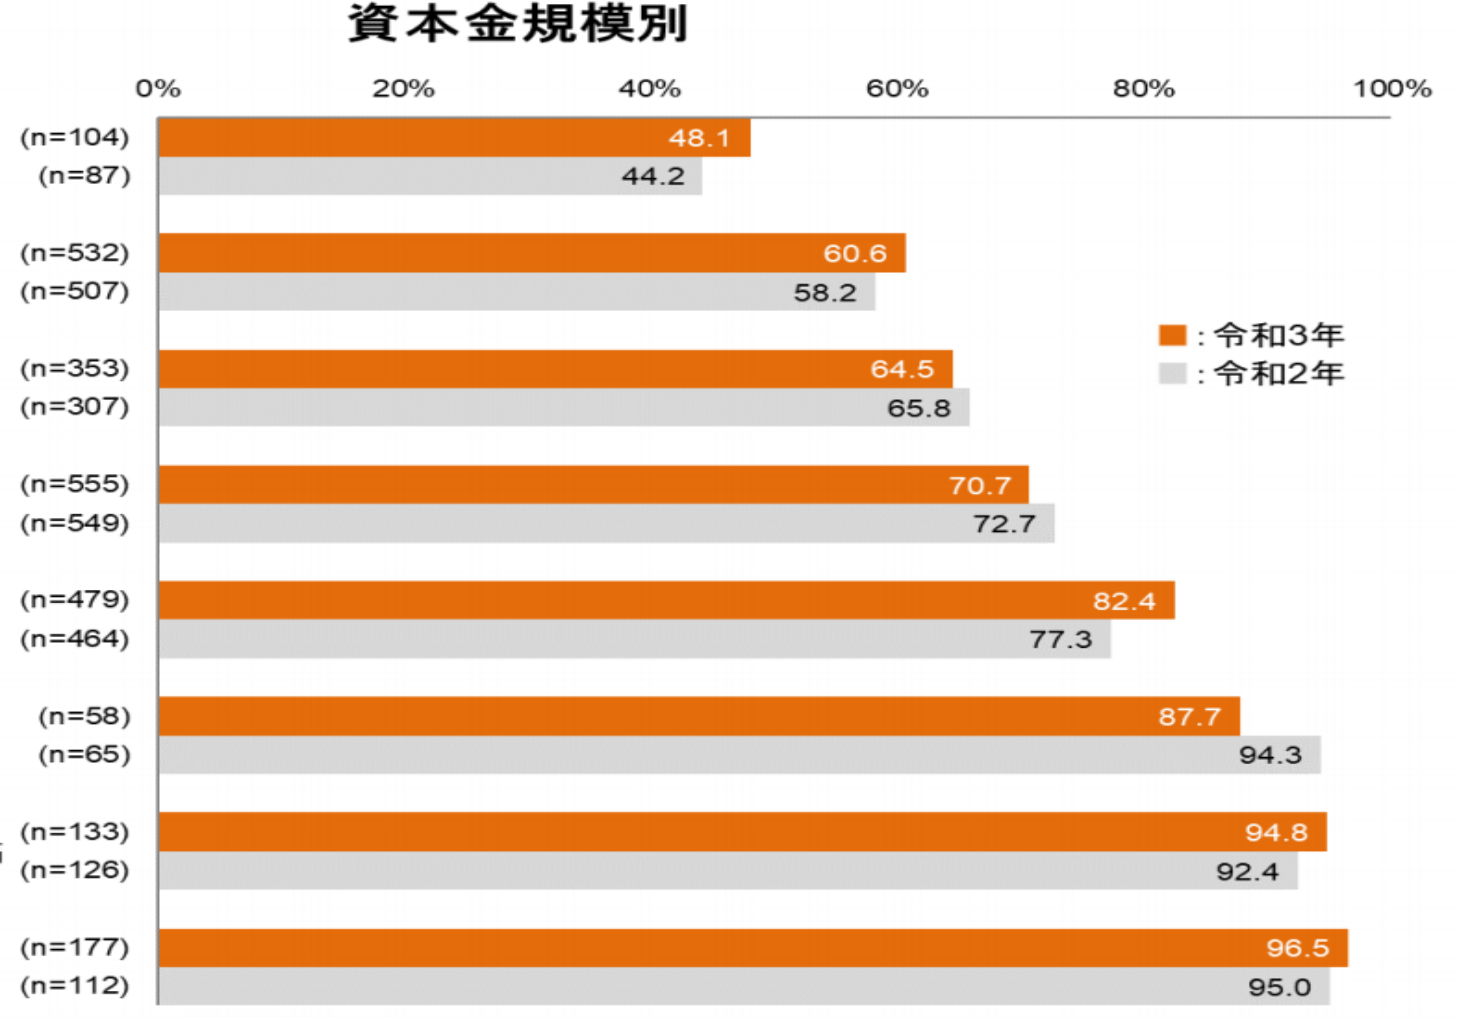 資本金規模別
0% 20% 40% 60% 80% 100%
(n=104) 48.1
(n=87) 44.2
(n=532) 60.6
(n=507) 58.2
: 令和3年
: 令和2年
(n=353) 64.5
(n=307) 65.8
(n=555) 70.7
(n=549) 72.7
(n=479) 82.4
(n=464) 77.3
(n=58) 87.7
(n=65) 94.3
(n=133) 94.8
(n=126) 92.4
(n=177) 96.5
(n=112) 95.0